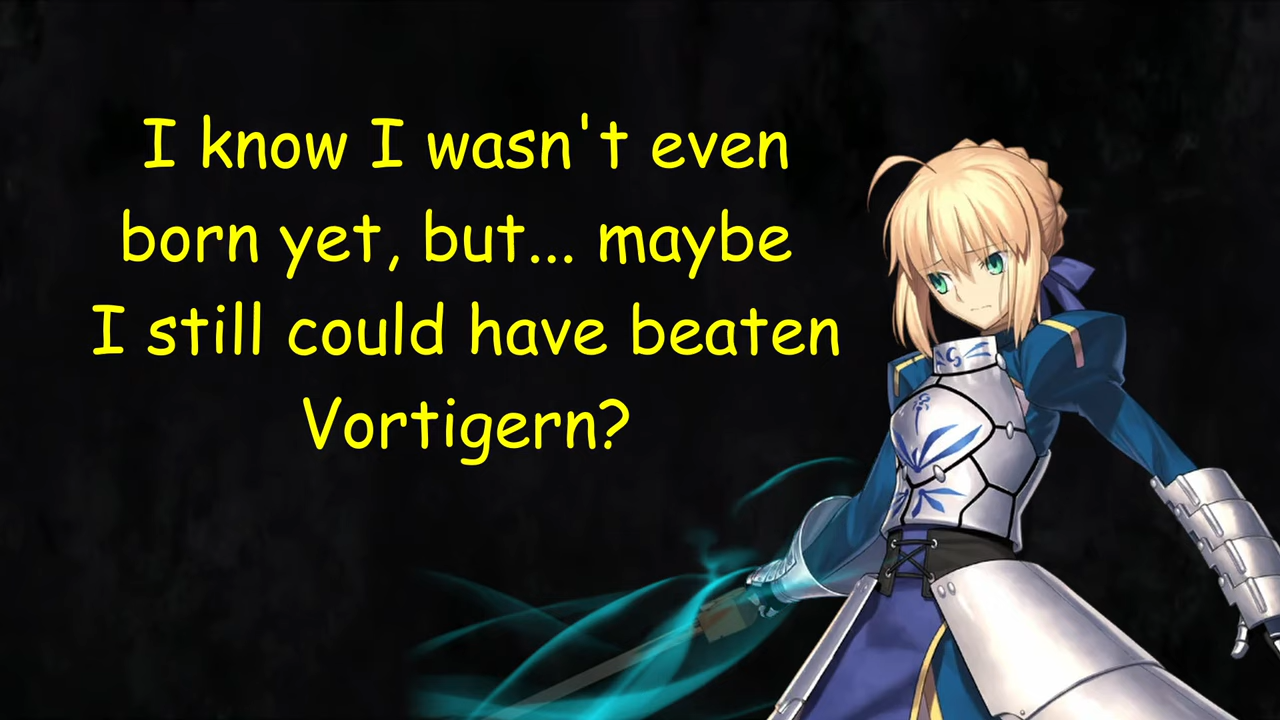 I know I wasn't even
born yet, but... maybe
I still could have beaten
Vortigern?